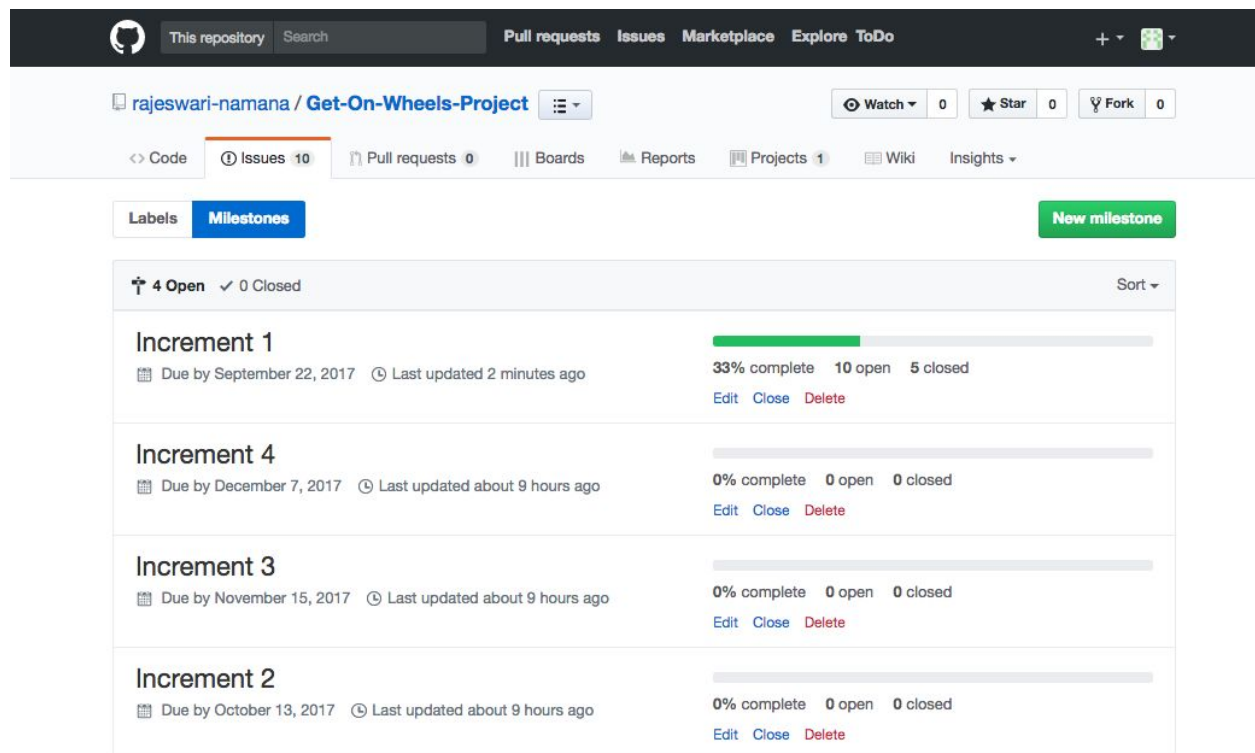 This repository Search Pull requests Issues Marketplace Explore ToDo
rajeswari-namana / Get-On-Wheels-Project Watch 0 Star 0 Fork 0
Code Issues 10 Pull requests 0 Boards Reports Projects 1 Wiki Insights
Labels Milestones New milestone
4 Open 0 Closed Sort
Increment 1
Due by September 22, 2017 Last updated 2 minutes ago
33% complete 10 open 5 closed
Edit Close Delete
Increment 4
Due by December 7, 2017 Last updated about 9 hours ago
0% complete 0 open 0 closed
Edit Close Delete
Increment 3
Due by November 15, 2017 Last updated about 9 hours ago
0% complete 0 open 0 closed
Edit Close Delete
Increment 2
Due by October 13, 2017 Last updated about 9 hours ago
0% complete 0 open 0 closed
Edit Close Delete